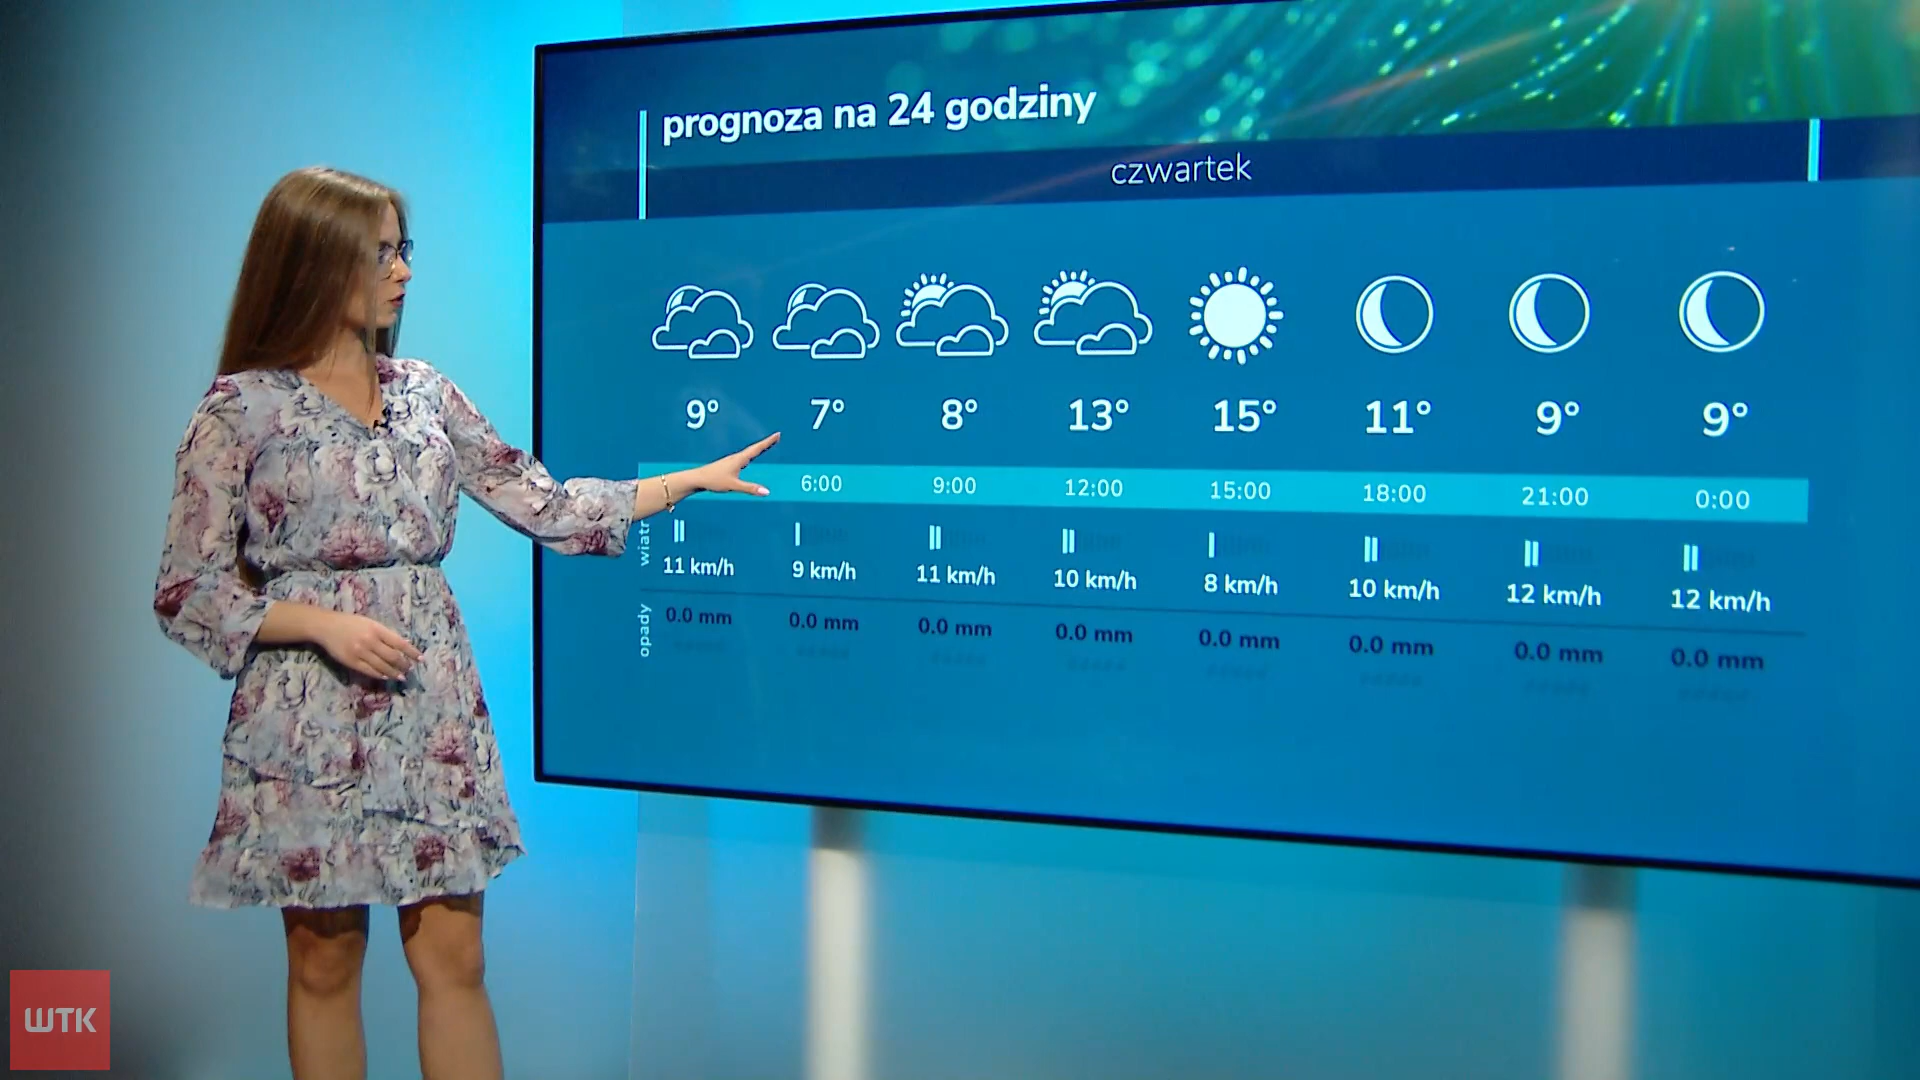 prognoza na 24 godziny
czwartek
9° 7° 8° 13° 15° 11° 9° 9°
6:00 9:00 12:00 15:00 18:00 21:00 0:00
wiatr
11 km/h 9 km/h 11 km/h 10 km/h 8 km/h 10 km/h 12 km/h 12 km/h
opady
0.0 mm 0.0 mm 0.0 mm 0.0 mm 0.0 mm 0.0 mm 0.0 mm 0.0 mm
WTK